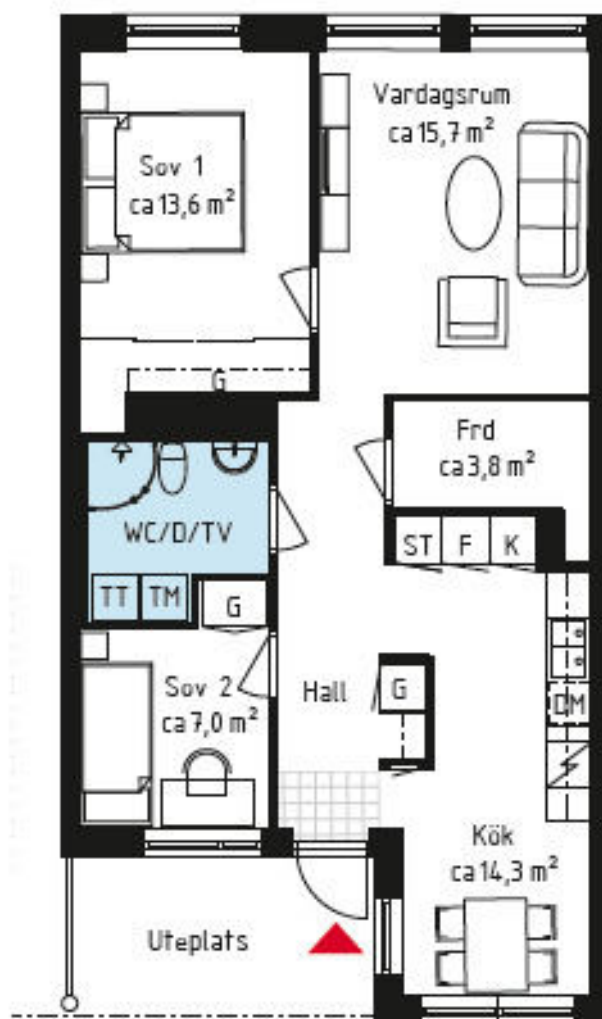 Vardagsrum
ca 15,7 m²
Sov 1
ca 13,6 m²
G
Frd
ca 3,8 m²
WC/D/TV
ST F K
TT TM
G
Sov 2
ca 7,0 m²
Hall
G
DM
Kök
ca 14,3 m²
Uteplats